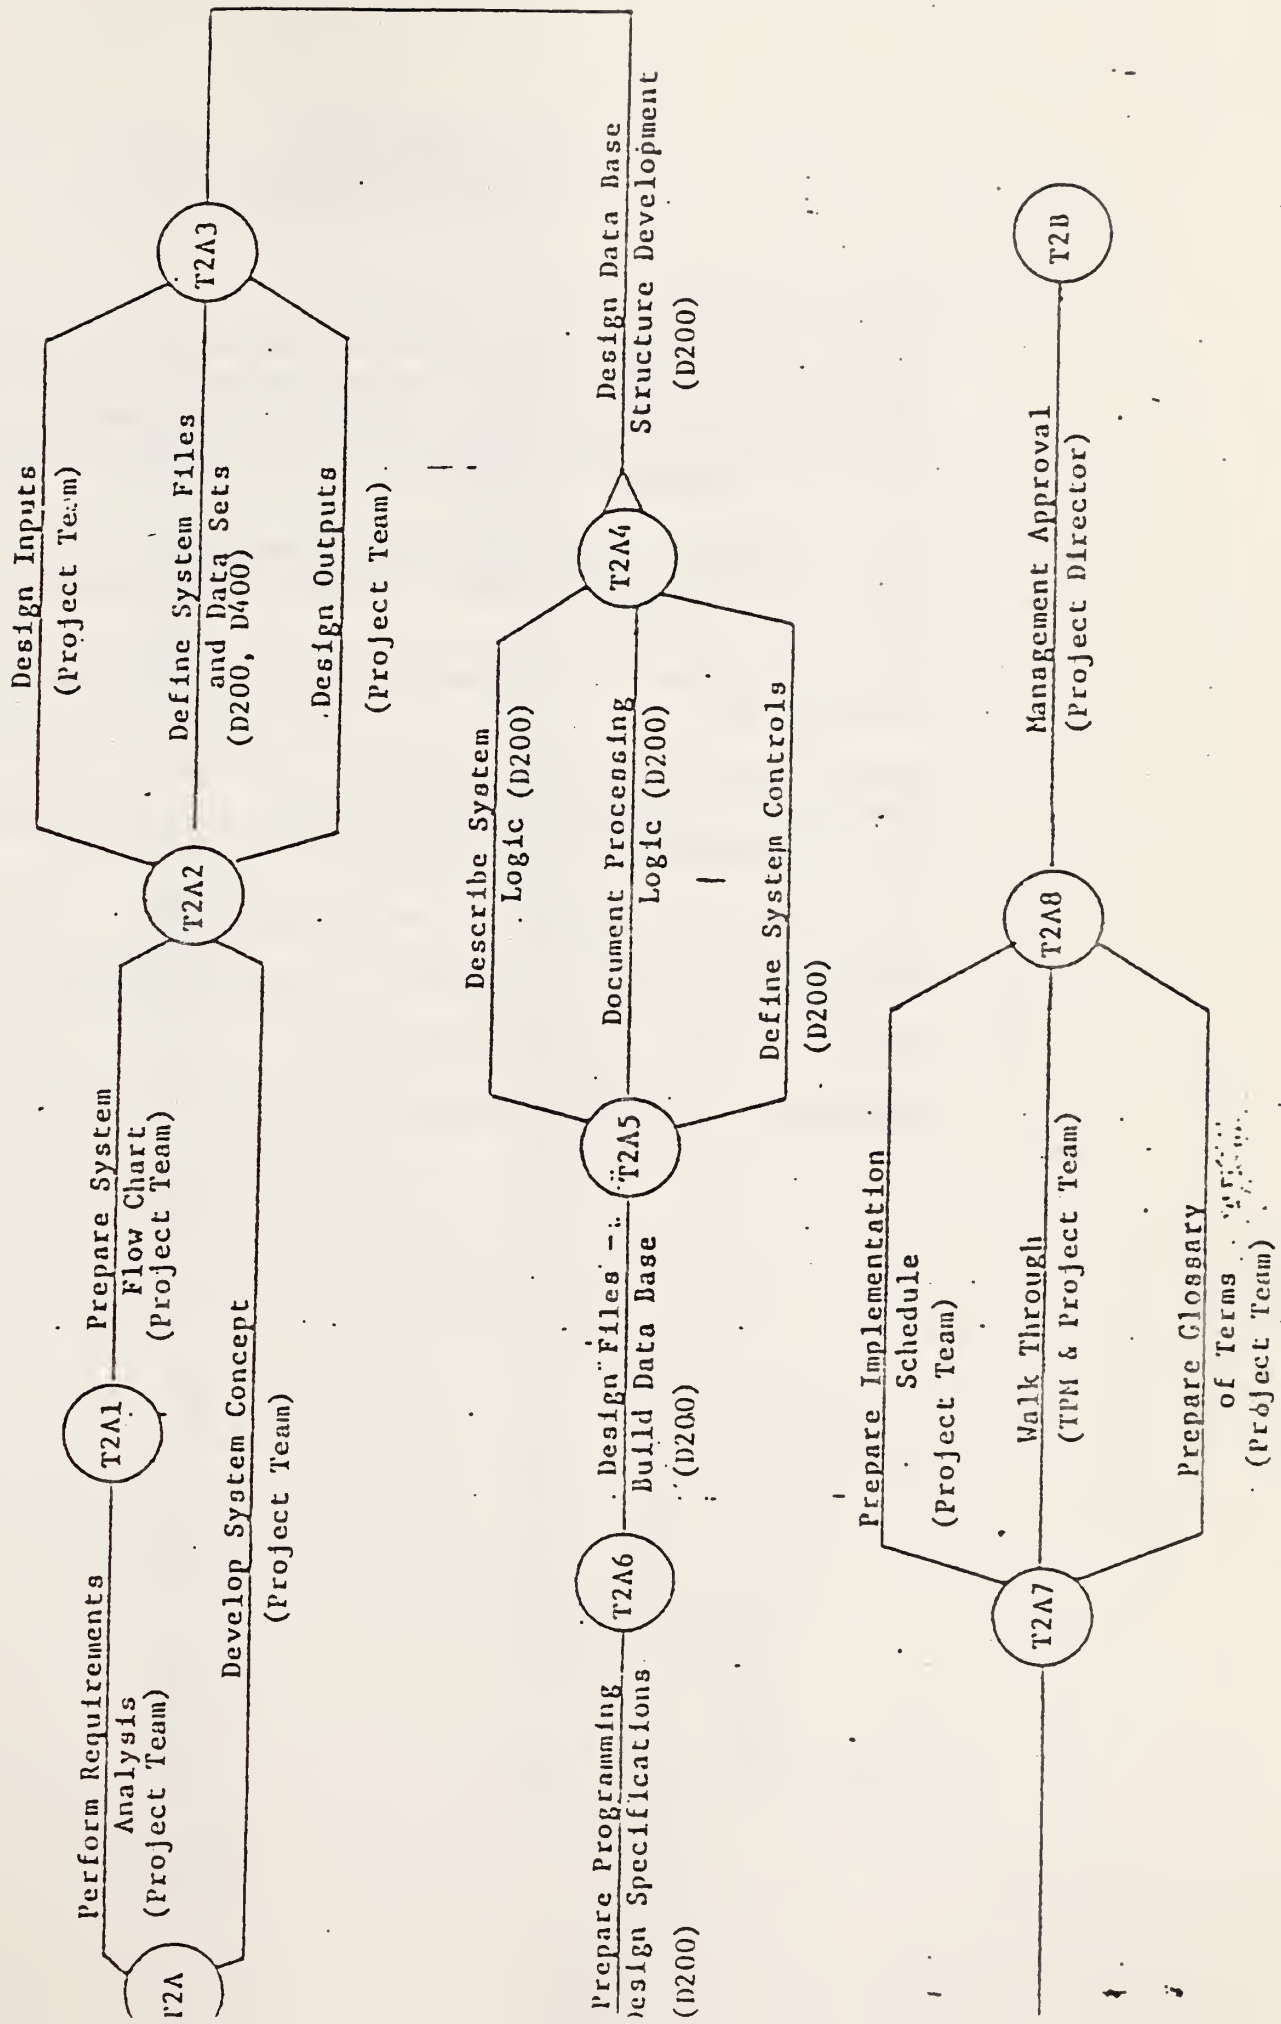 T2A
Perform Requirements
Analysis
(Project Team)
T2A1
Prepare System
Flow Chart
(Project Team)
Develop System Concept
(Project Team)
T2A2
Design Inputs
(Project Team)
Define System Files
and Data Sets
(D200, D400)
Design Outputs
(Project Team)
T2A3
Design Data Base
Structure Development
(D200)
T2A4
Describe System
Logic (D200)
Document Processing
Logic (D200)
Define System Controls
(D200)
T2A5
Design Files -
Build Data Base
(D200)
T2A6
Prepare Programming
Design Specifications
(D200)
T2A7
Prepare Implementation
Schedule
(Project Team)
Walk Through
(TPM & Project Team)
Prepare Glossary
of Terms
(Project Team)
T2A8
Management Approval
(Project Director)
T2B